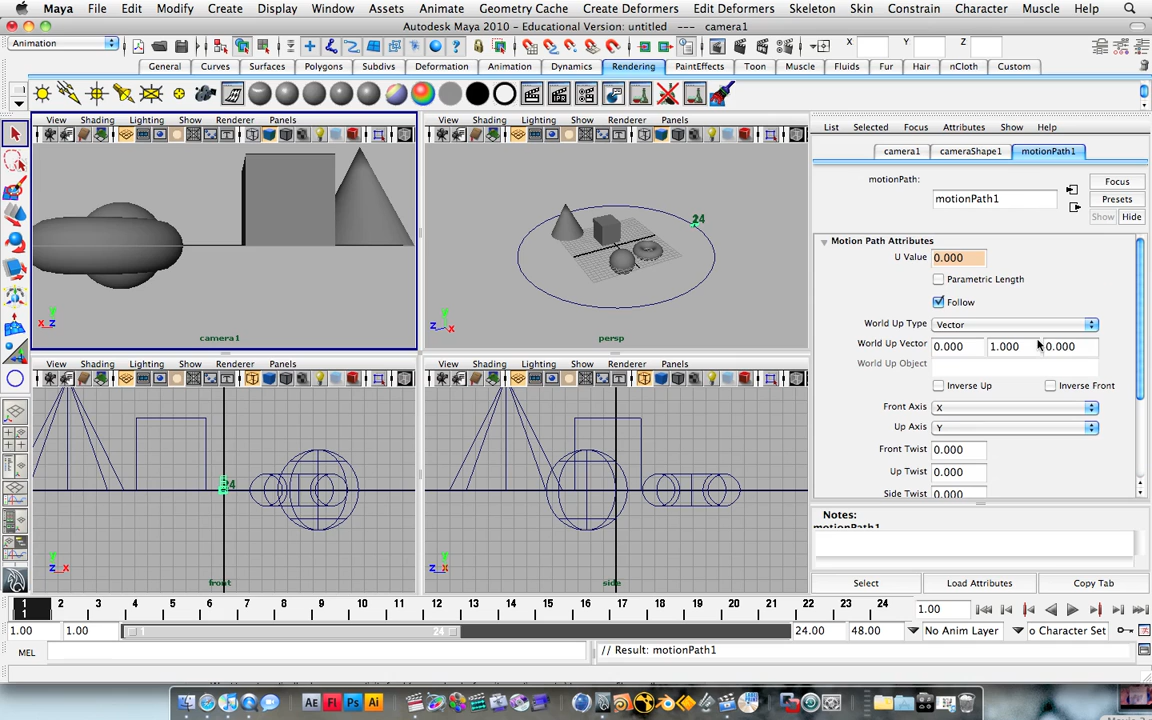 Maya File Edit Modify Create Display Window Assets Animate Geometry Cache Create Deformers Edit Deformers Skeleton Skin Constrain Character Muscle Help
Autodesk Maya 2010 - Educational Version: untitled --- camera1
Animation X Y Z
General Curves Surfaces Polygons Subdivs Deformation Animation Dynamics Rendering PaintEffects Toon Muscle Fluids Fur Hair nCloth Custom
View Shading Lighting Show Renderer Panels
camera1
View Shading Lighting Show Renderer Panels
24
persp
View Shading Lighting Show Renderer Panels
24
front
View Shading Lighting Show Renderer Panels
side
List Selected Focus Attributes Show Help
camera1 cameraShape1 motionPath1
motionPath: motionPath1
Focus
Presets
Show Hide
Motion Path Attributes
U Value 0.000
Parametric Length
Follow
World Up Type Vector
World Up Vector 0.000 1.000 0.000
World Up Object
Inverse Up Inverse Front
Front Axis X
Up Axis Y
Front Twist 0.000
Up Twist 0.000
Side Twist 0.000
Notes:
motionPath1
Select Load Attributes Copy Tab
1 2 3 4 5 6 7 8 9 10 11 12 13 14 15 16 17 18 19 20 21 22 23 24 1.00
1
1.00 1.00 1 24 24.00 48.00 No Anim Layer o Character Set
MEL // Result: motionPath1
Ae Fl Ps Ai